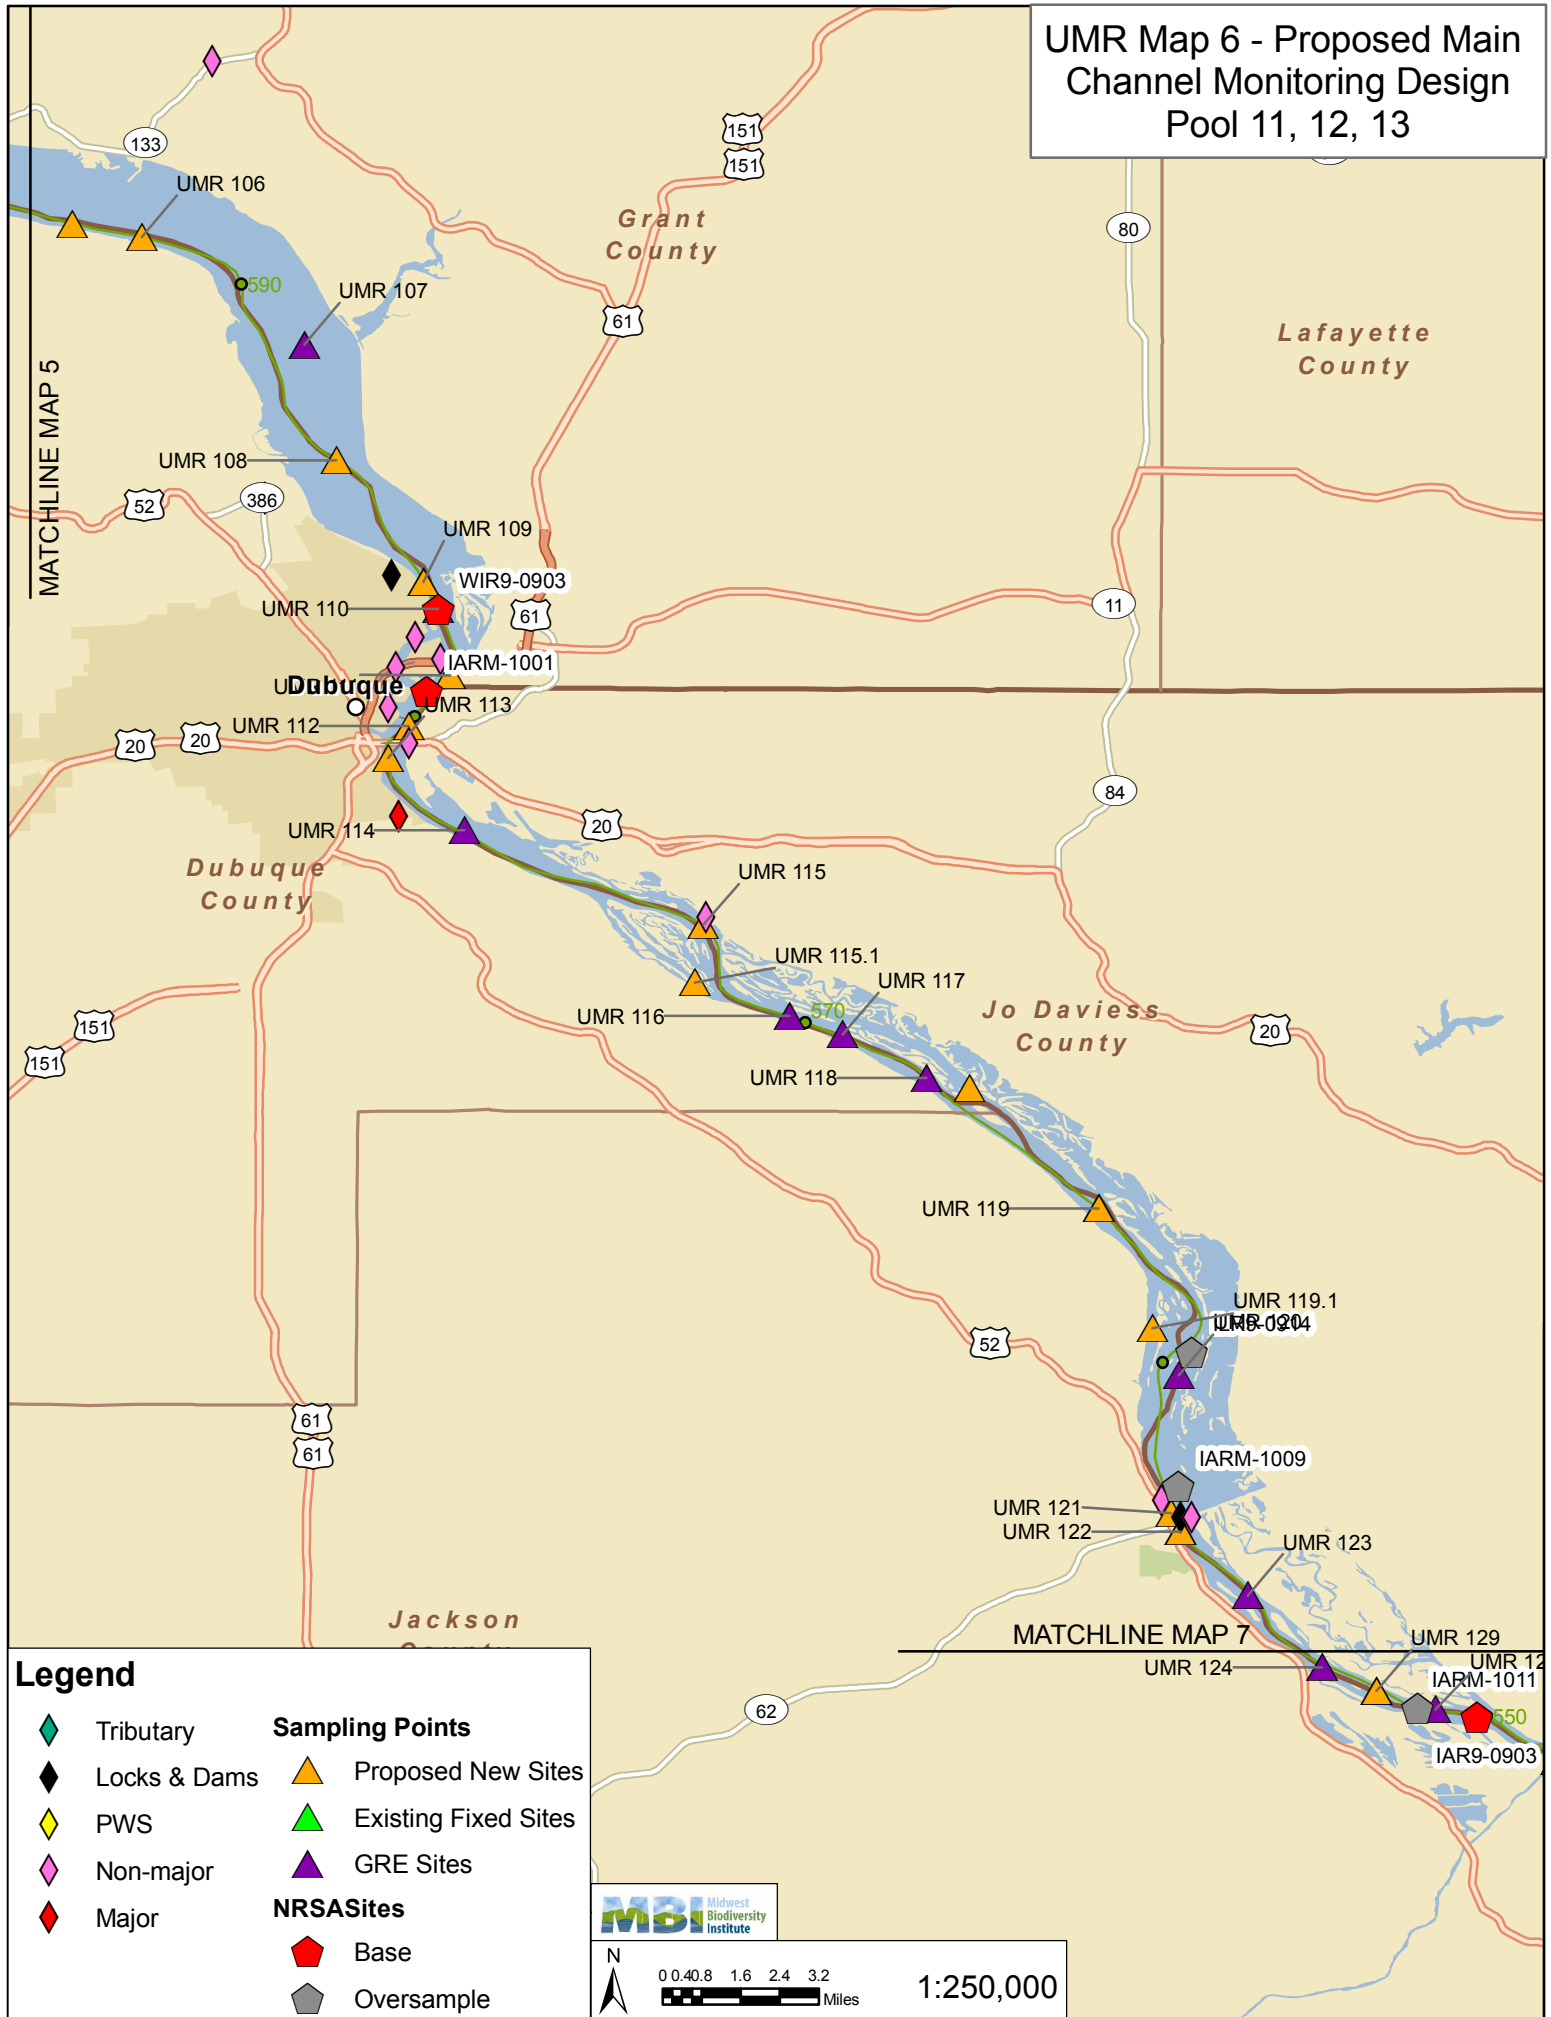 UMR Map 6 - Proposed Main
Channel Monitoring Design
Pool 11, 12, 13
151
151
133
UMR 106
Grant
County
80
590
UMR 107
61
Lafayette
County
MATCHLINE MAP 5
UMR 108
52
386
UMR 109
WIR9-0903
UMR 110
61
11
IARM-1001
Dubuque
UMR 113
UMR 112
20
20
84
20
UMR 114
Dubuque
County
UMR 115
UMR 115.1
UMR 117
570
UMR 116
Jo Daviess
County
151
20
151
UMR 118
UMR 119
UMR 119.1
52
61
61
IARM-1009
UMR 121
UMR 122
UMR 123
Jackson
MATCHLINE MAP 7
UMR 129
UMR 124
UMR 12
IARM-1011
62
550
IAR9-0903
Legend
Tributary
Locks & Dams
PWS
Non-major
Major
Sampling Points
Proposed New Sites
Existing Fixed Sites
GRE Sites
NRSASites
Base
Oversample
MBI Midwest
Biodiversity
Institute
N
0 0.4 0.8 1.6 2.4 3.2
Miles
1:250,000